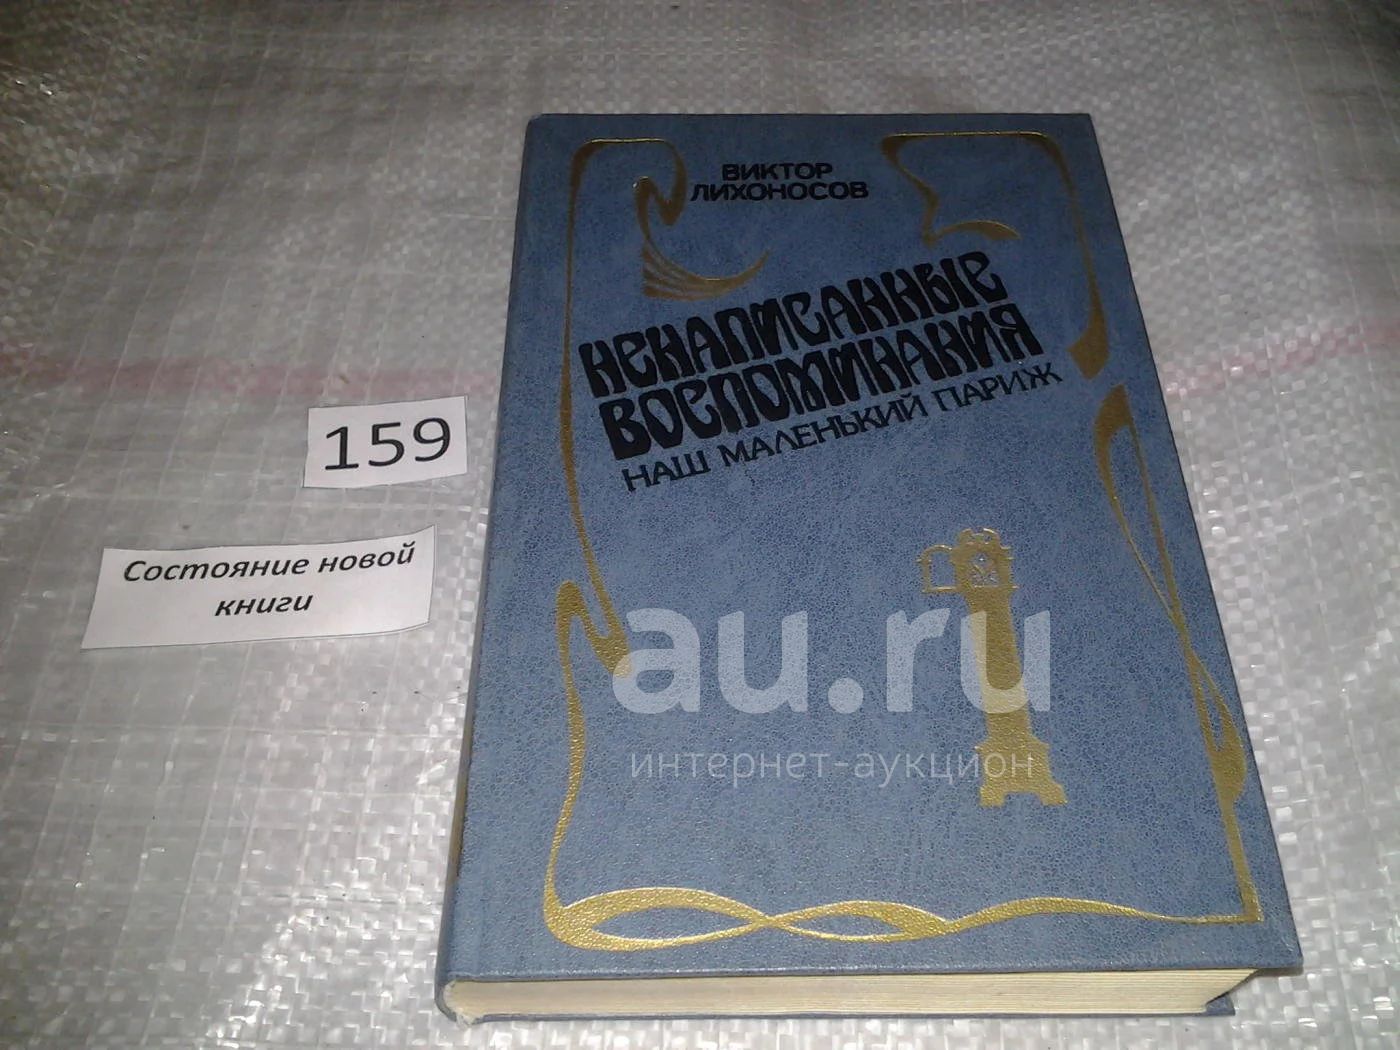 ВИКТОР
ЛИХОНОСОВ
НЕНАПИСАННЫЕ
ВОСПОМИНАНИЯ
НАШ МАЛЕНЬКИЙ ПАРИЖ
159
Состояние новой
книги
au.ru
интернет-аукцион